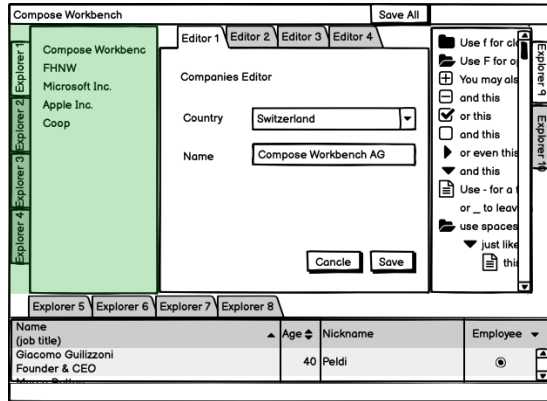 Compose Workbench
Save All
Explorer 1
Explorer 2
Explorer 3
Explorer 4
Compose Workbenc
FHNW
Microsoft Inc.
Apple Inc.
Coop
Editor 1
Editor 2
Editor 3
Editor 4
Companies Editor
Country
Switzerland
Name
Compose Workbench AG
Cancle
Save
Use f for clo
Use F for op
You may als
and this
or this
and this
or even this
and this
Use - for a f
or _ to leav
use spaces
just like
thi
Explorer 9
Explorer 10
Explorer 5
Explorer 6
Explorer 7
Explorer 8
Name
(job title)
Age
Nickname
Employee
Giacomo Guilizzoni
Founder & CEO
40
Peldi